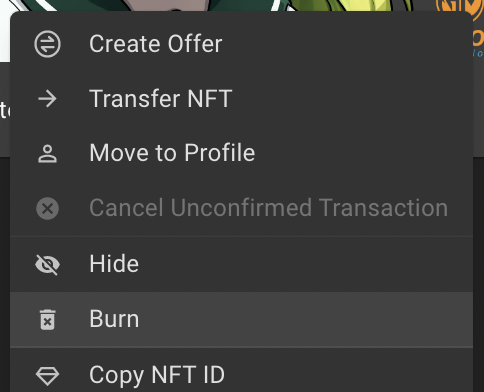 Create Offer
Transfer NFT
Move to Profile
Cancel Unconfirmed Transaction
Hide
Burn
Copy NFT ID